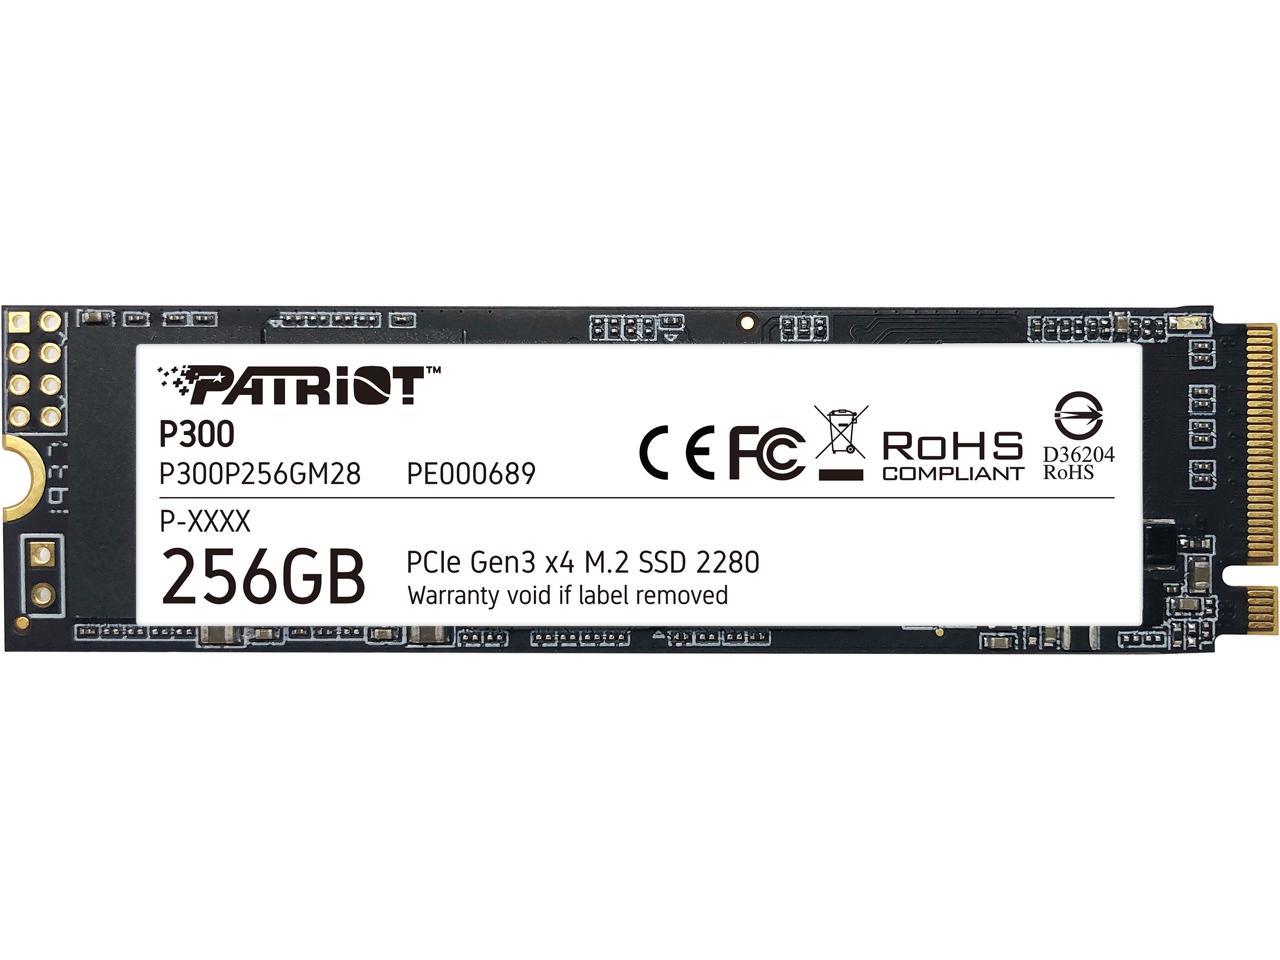 PATRIOT™
P300
P300P256GM28 PE000689
CE FC RoHS
COMPLIANT
D36204
RoHS
P-XXXX
256GB
PCIe Gen3 x4 M.2 SSD 2280
Warranty void if label removed